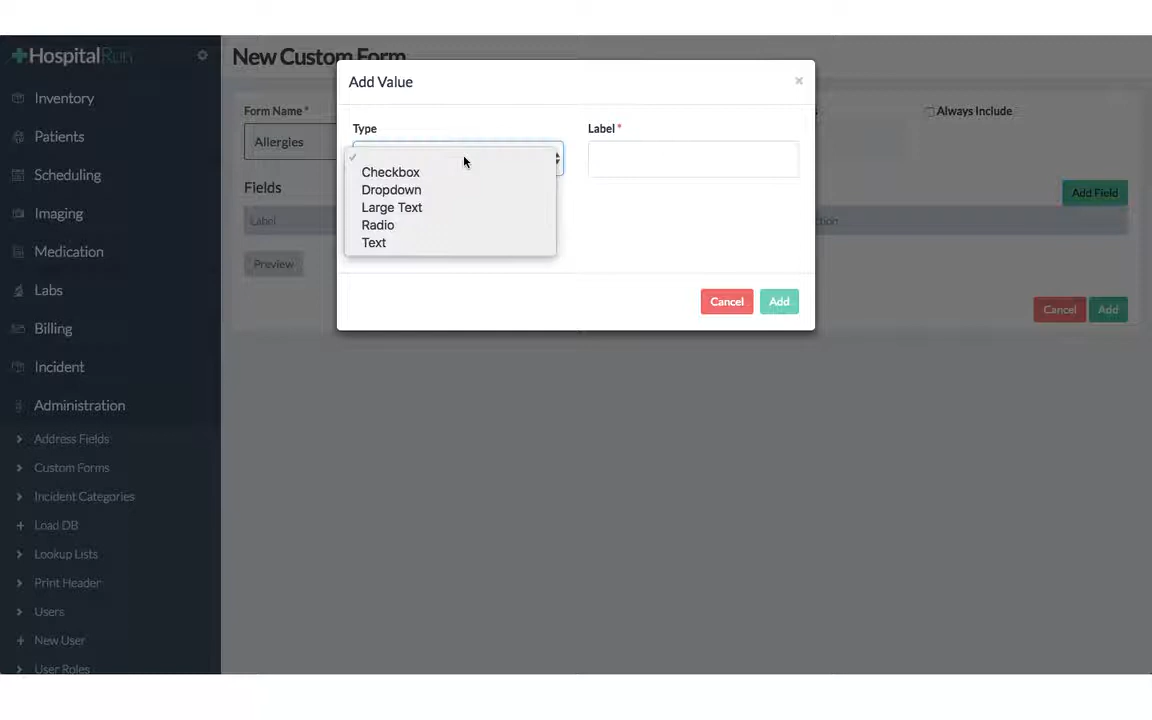 HospitalRun
New Custom Form
Inventory
Patients
Scheduling
Imaging
Medication
Labs
Billing
Incident
Administration
Address Fields
Custom Forms
Incident Categories
Load DB
Lookup Lists
Print Header
Users
New User
User Roles
Form Name *
Allergies
Always Include
Fields
Add Field
Label
Preview
Cancel
Add
Add Value
×
Type
Label *
Checkbox
Dropdown
Large Text
Radio
Text
Cancel
Add